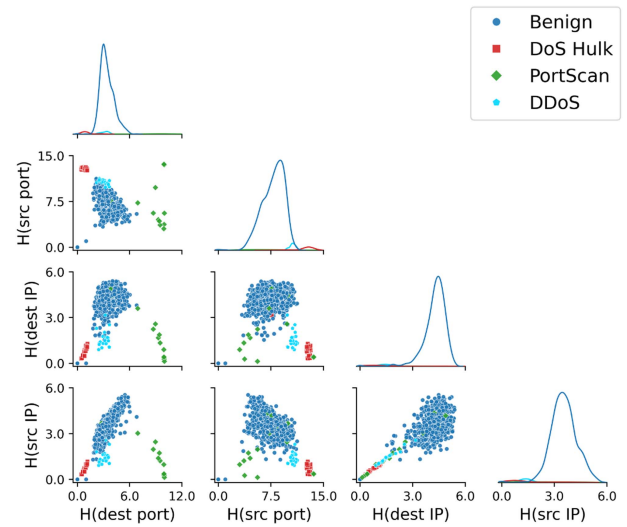 Benign
DoS Hulk
PortScan
DDoS
H(src port)
15.0
7.5
0.0
H(dest IP)
6.0
3.0
0.0
H(src IP)
6.0
3.0
0.0
0.0 6.0 12.0
0.0 7.5 15.0
0.0 3.0 6.0
0.0 3.0 6.0
H(dest port) H(src port) H(dest IP) H(src IP)